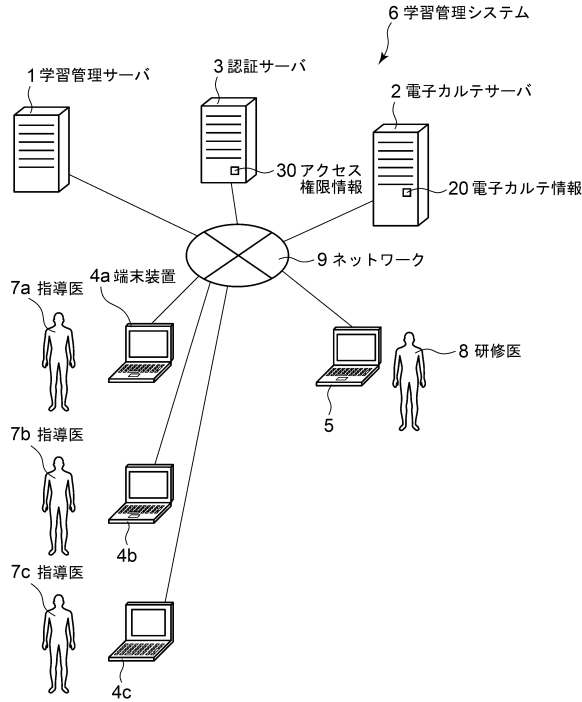 6 学習管理システム
1 学習管理サーバ
3 認証サーバ
2 電子カルテサーバ
30 アクセス
権限情報
20 電子カルテ情報
9 ネットワーク
7a 指導医
4a 端末装置
8 研修医
5
7b 指導医
4b
7c 指導医
4c